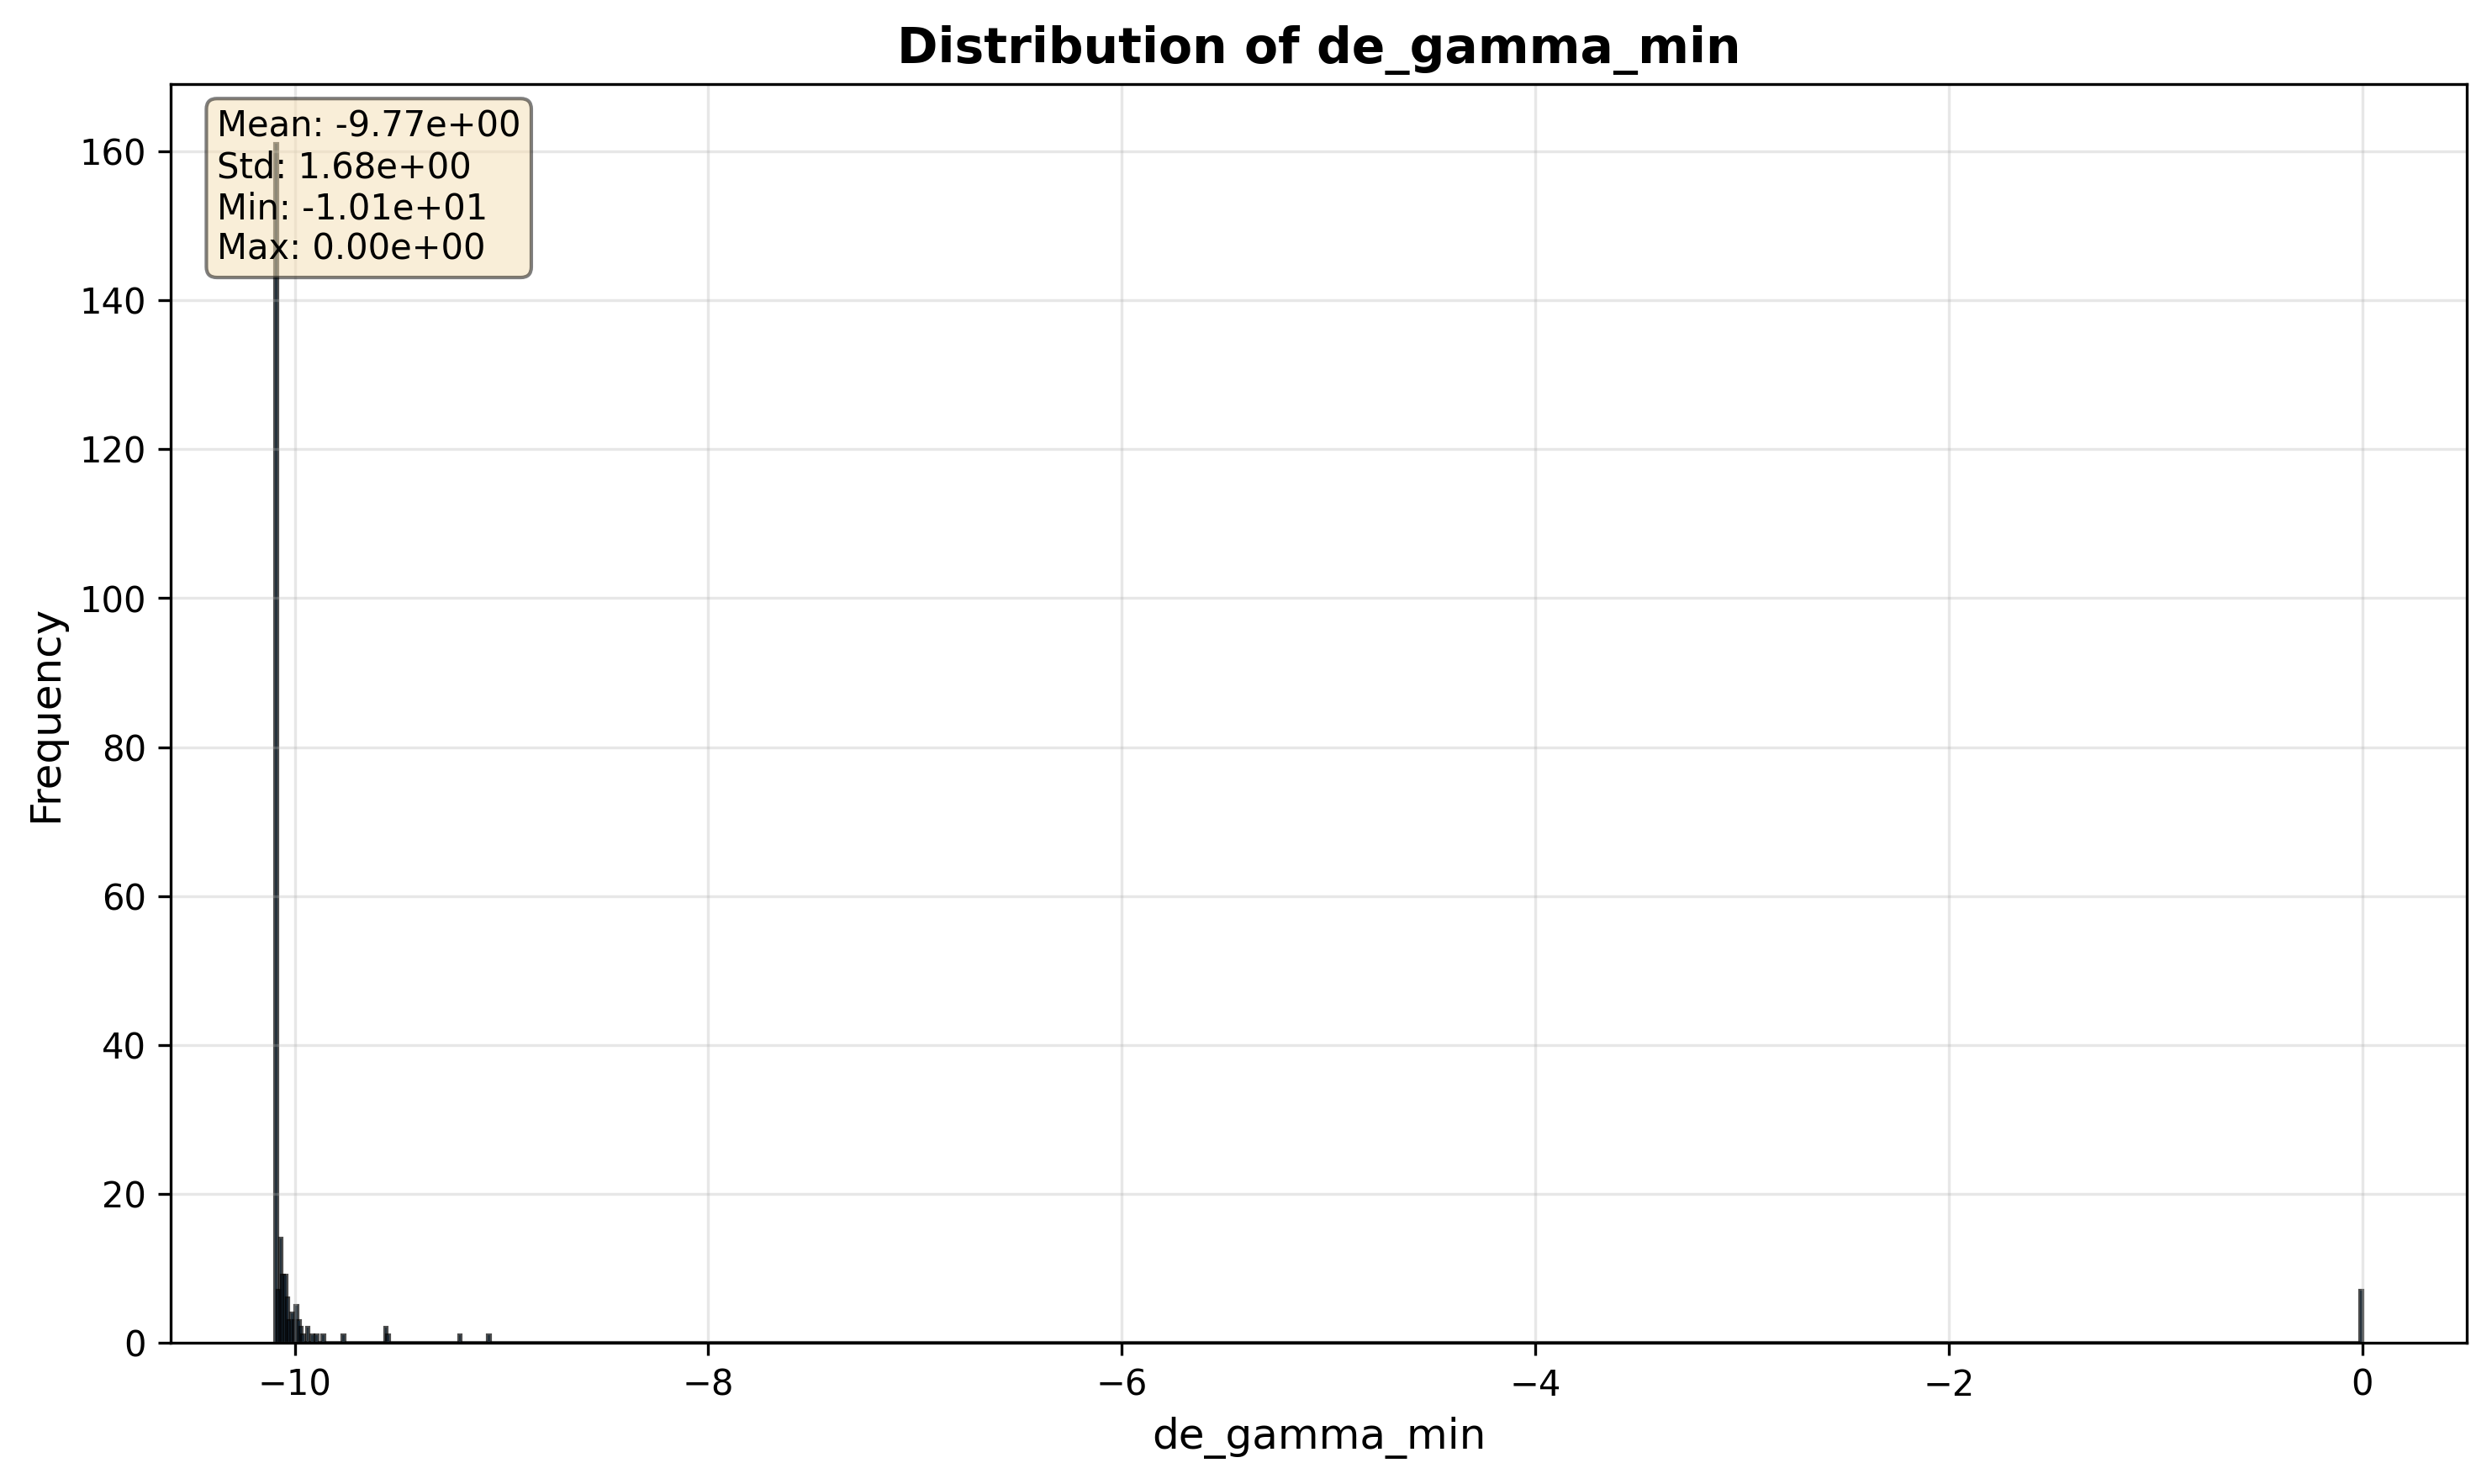 Distribution of de_gamma_min
Mean: -9.77e+00
Std: 1.68e+00
Min: -1.01e+01
Max: 0.00e+00
160
140
120
100
80
60
40
20
0
Frequency
−10
−8
−6
−4
−2
0
de_gamma_min